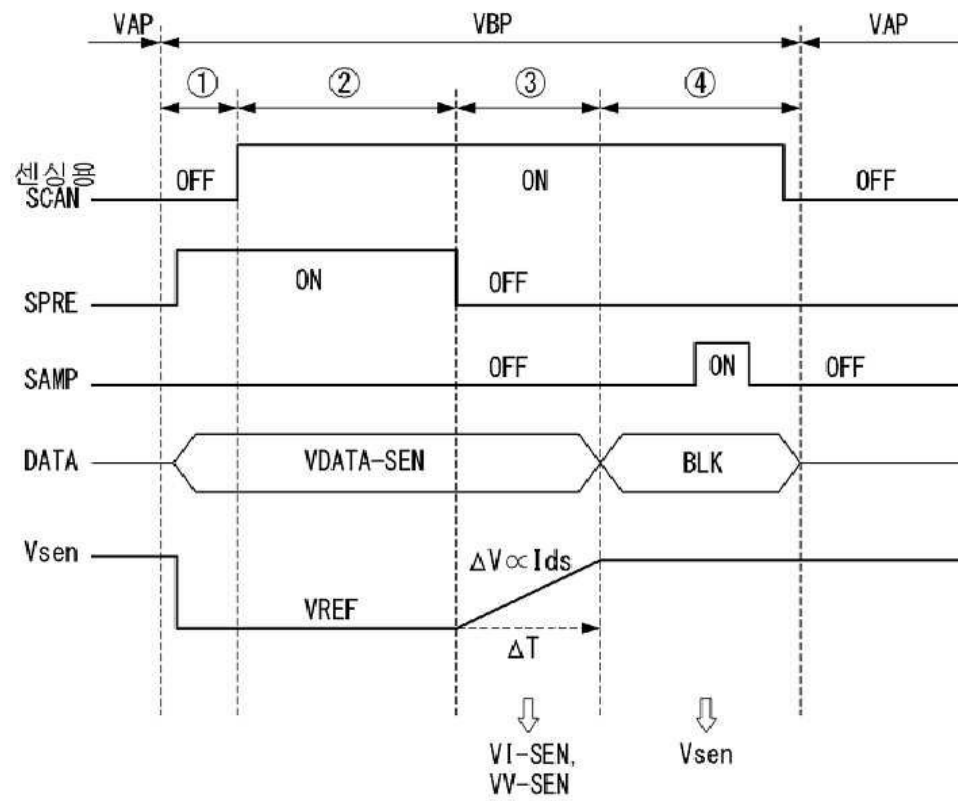 VAP VBP VAP
① ② ③ ④
센싱용
SCAN OFF ON OFF
SPRE ON OFF
SAMP OFF ON OFF
DATA VDATA-SEN BLK
Vsen ΔV∝Ids
VREF
ΔT
VI-SEN, Vsen
VV-SEN